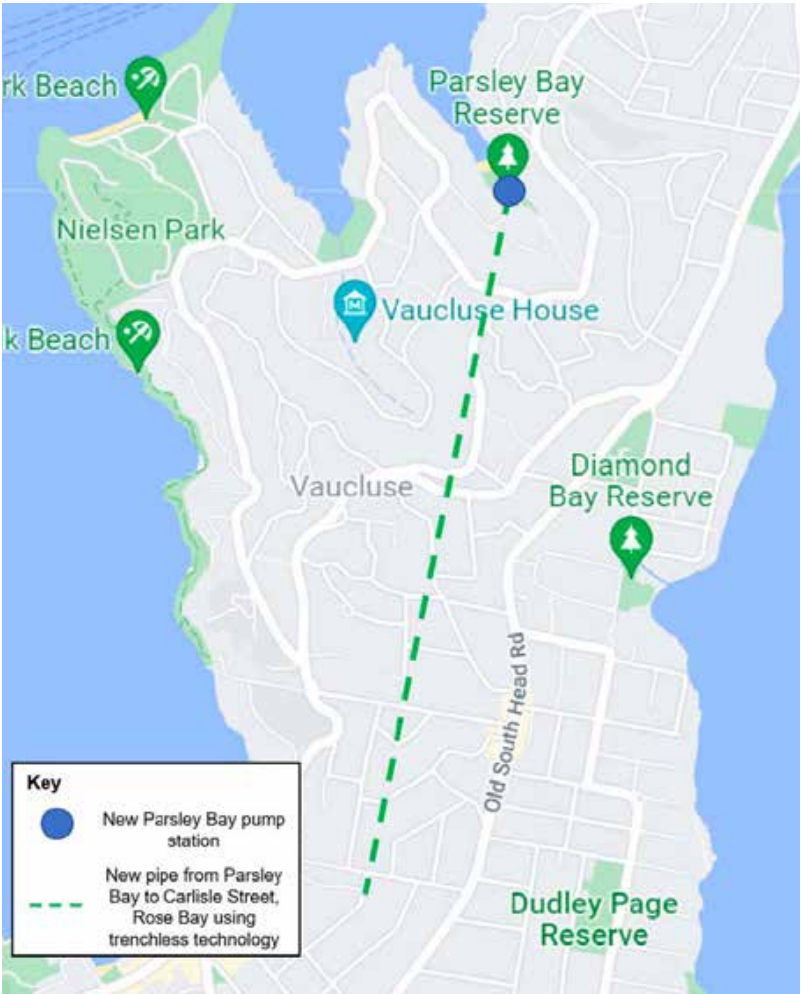 rk Beach
Parsley Bay
Reserve
Nielsen Park
Vaucluse House
k Beach
Diamond
Bay Reserve
Vaucluse
Old South Head Rd
Key
New Parsley Bay pump
station
New pipe from Parsley
Bay to Carlisle Street,
Rose Bay using
trenchless technology
Dudley Page
Reserve